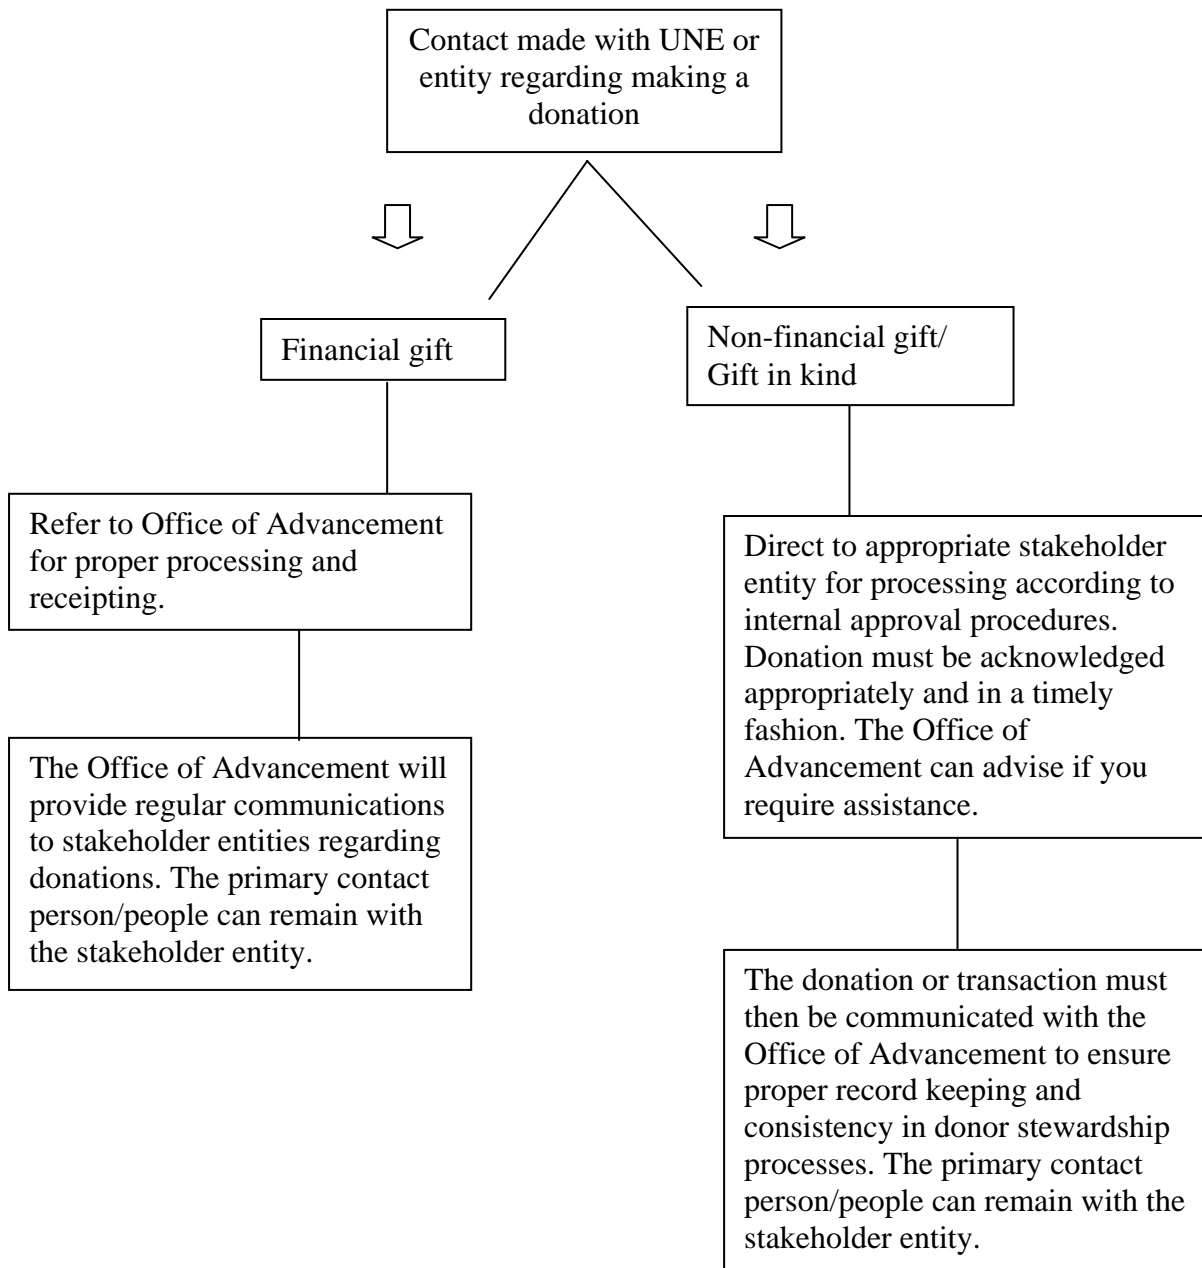 Contact made with UNE or
entity regarding making a
donation
Financial gift
Non-financial gift/
Gift in kind
Refer to Office of Advancement
for proper processing and
receipting.
Direct to appropriate stakeholder
entity for processing according to
internal approval procedures.
Donation must be acknowledged
appropriately and in a timely
fashion. The Office of
Advancement can advise if you
require assistance.
The Office of Advancement will
provide regular communications
to stakeholder entities regarding
donations. The primary contact
person/people can remain with
the stakeholder entity.
The donation or transaction must
then be communicated with the
Office of Advancement to ensure
proper record keeping and
consistency in donor stewardship
processes. The primary contact
person/people can remain with the
stakeholder entity.